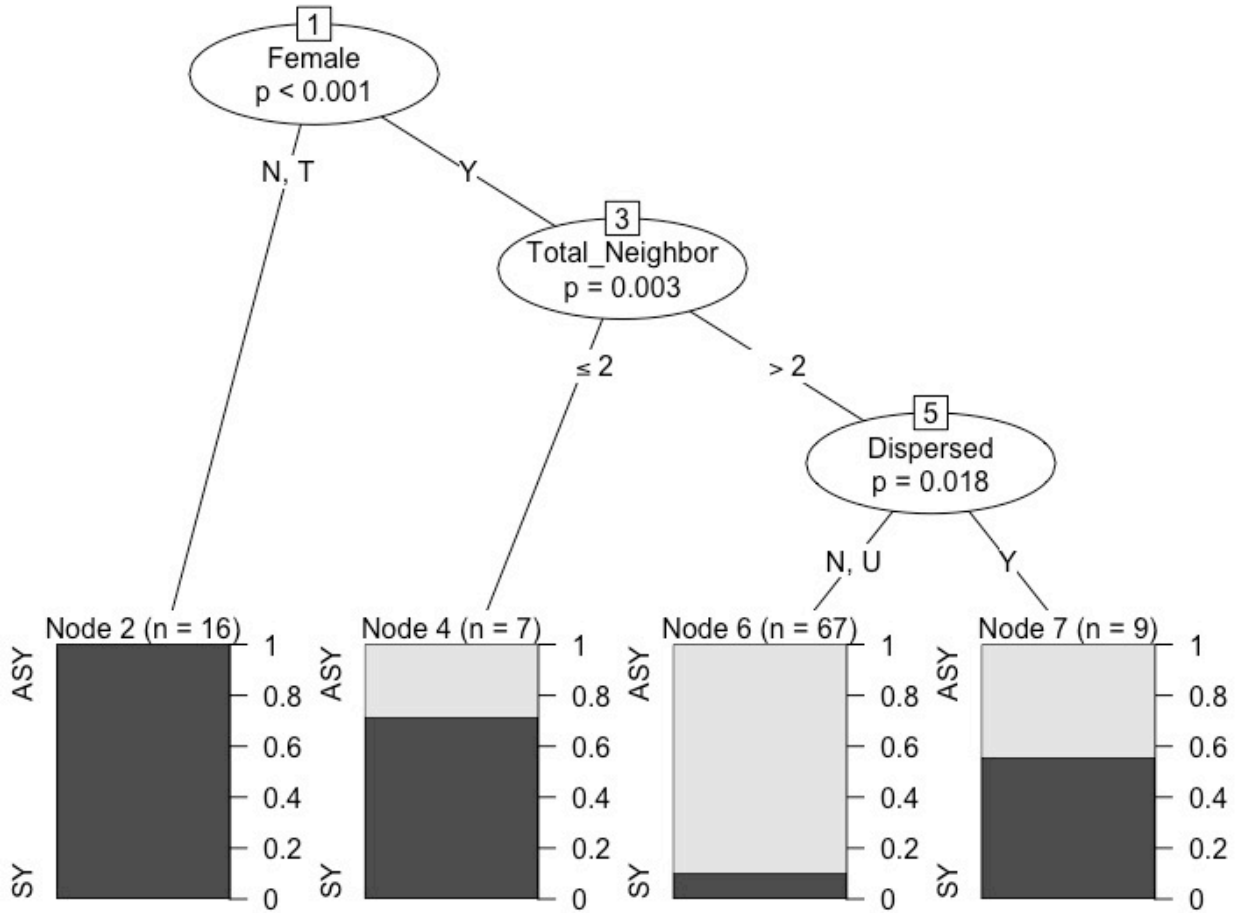 1
Female
p < 0.001
N, T
Y
3
Total_Neighbor
p = 0.003
≤ 2
> 2
5
Dispersed
p = 0.018
N, U
Y
Node 2 (n = 16)
ASY
SY
1
0.8
0.6
0.4
0.2
0
Node 4 (n = 7)
ASY
SY
1
0.8
0.6
0.4
0.2
0
Node 6 (n = 67)
ASY
SY
1
0.8
0.6
0.4
0.2
0
Node 7 (n = 9)
ASY
SY
1
0.8
0.6
0.4
0.2
0